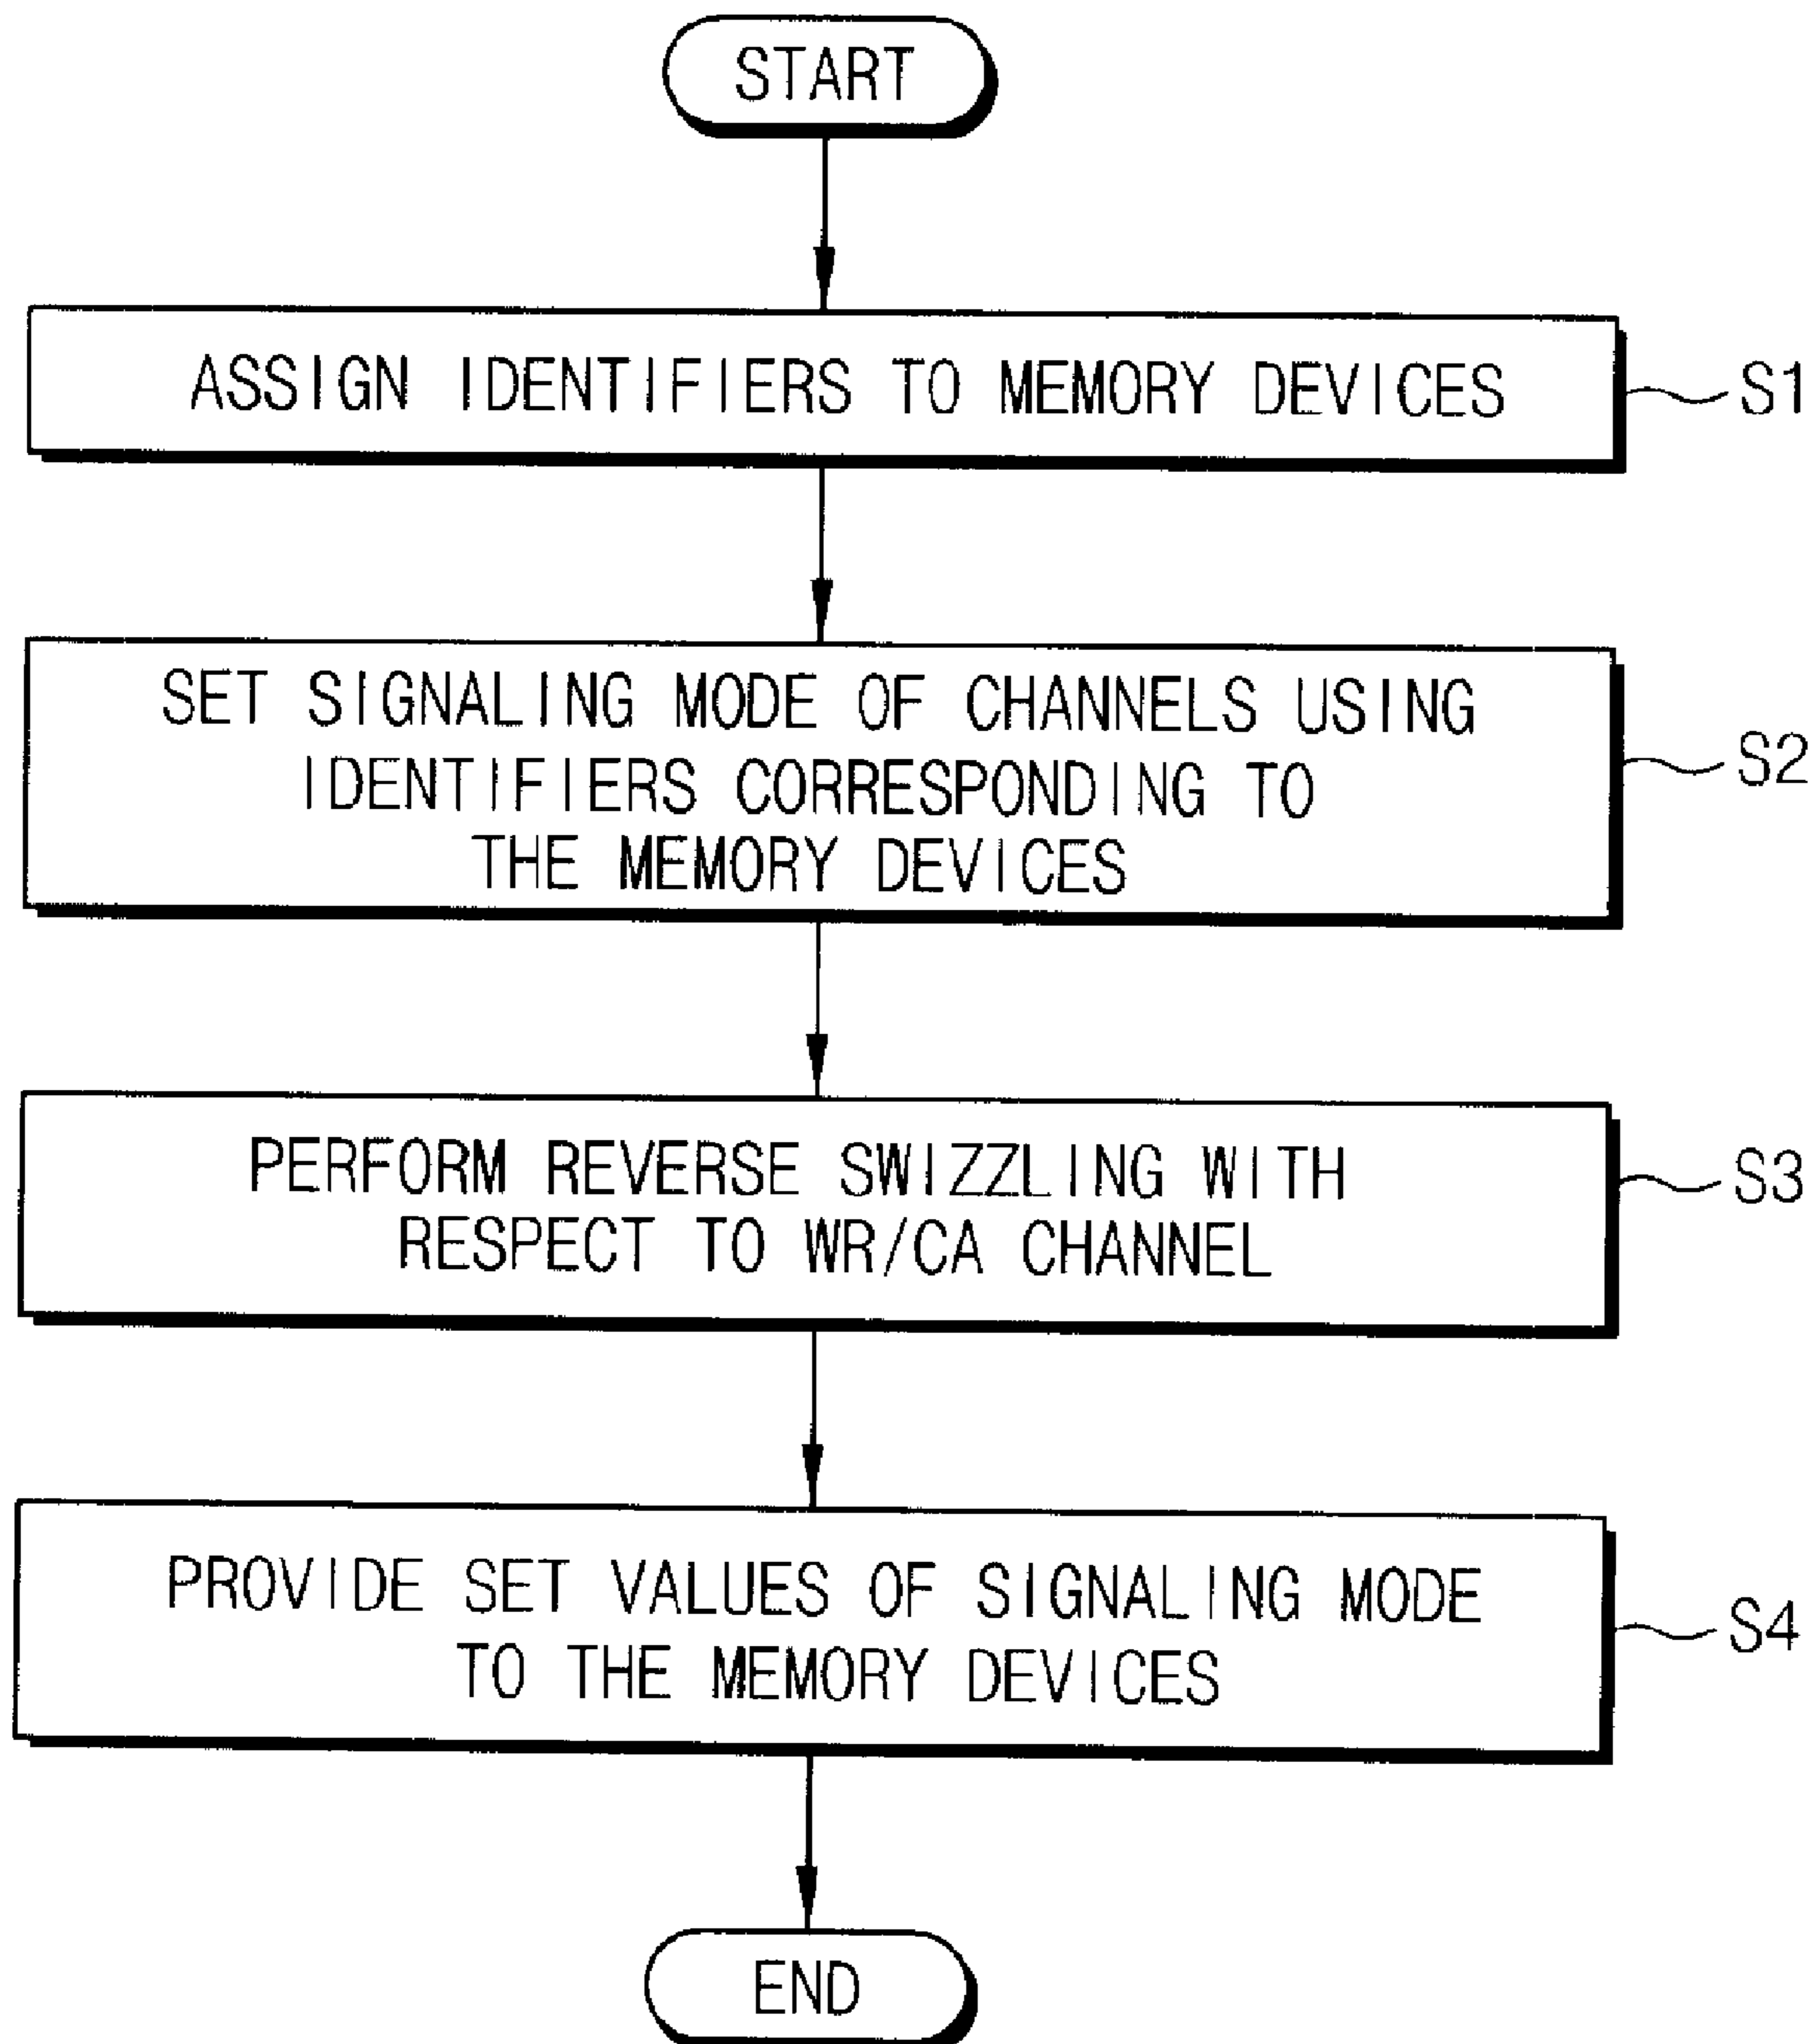 START
ASSIGN IDENTIFIERS TO MEMORY DEVICES
S1
SET SIGNALING MODE OF CHANNELS USING
IDENTIFIERS CORRESPONDING TO
THE MEMORY DEVICES
S2
PERFORM REVERSE SWIZZLING WITH
RESPECT TO WR/CA CHANNEL
S3
PROVIDE SET VALUES OF SIGNALING MODE
TO THE MEMORY DEVICES
S4
END